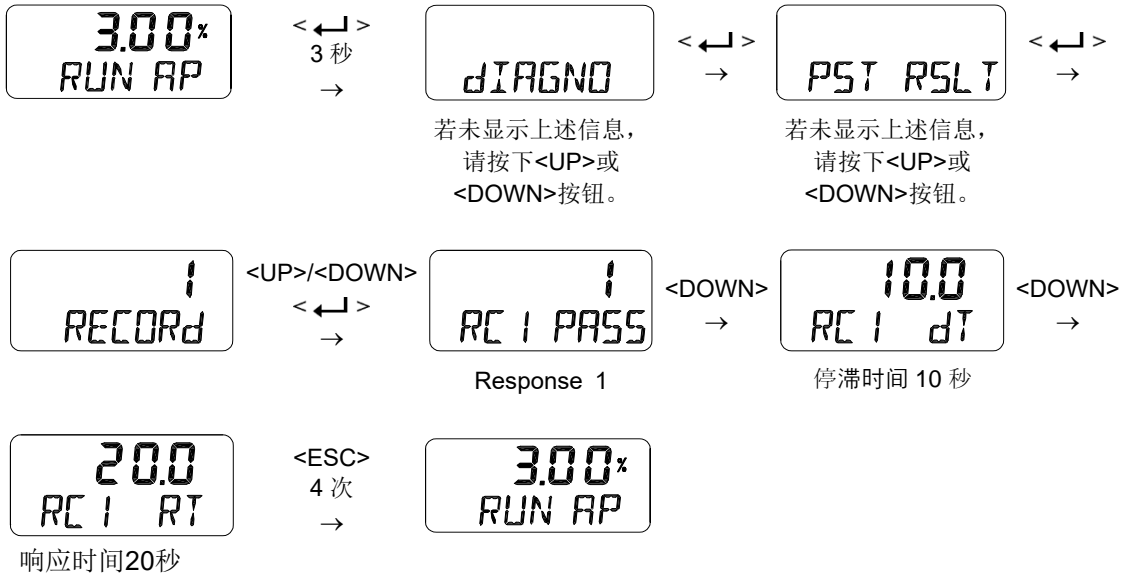 3.00%
RUN AP
< ↵ >
3 秒
→
dIAGNO
若未显示上述信息，
请按下<UP>或
<DOWN>按钮。
< ↵ >
→
PST RSLT
若未显示上述信息，
请按下<UP>或
<DOWN>按钮。
< ↵ >
→
1
RECORd
<UP>/<DOWN>
< ↵ >
→
1
RC1 PASS
Response 1
<DOWN>
→
10.0
RC1 dT
停滞时间 10 秒
<DOWN>
→
20.0
RC1 RT
响应时间20秒
<ESC>
4 次
→
3.00%
RUN AP